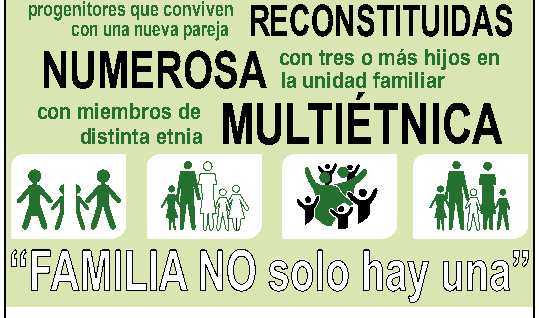 progenitores que conviven
con una nueva pareja RECONSTITUIDAS
NUMEROSA con tres o más hijos en
la unidad familiar
con miembros de
distinta etnia MULTIÉTNICA
“FAMILIA NO solo hay una”